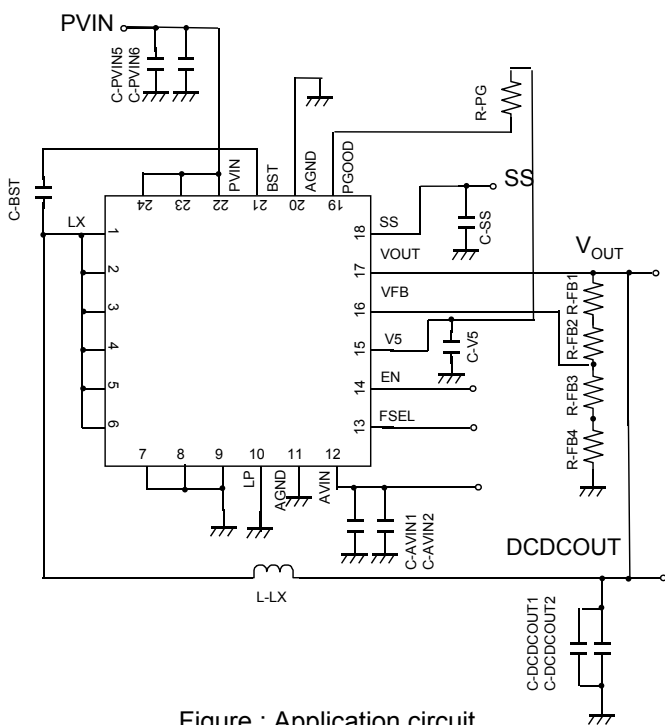 PVIN
C-PVIN5
C-PVIN6
R-PG
C-BST
PVIN
BST
AGND
PGOOD
24
23
22
21
20
19
SS
LX
1
2
3
4
5
6
18
17
16
15
14
13
SS
VOUT
VFB
V5
EN
FSEL
C-SS
VOUT
R-FB1
R-FB2
R-FB3
R-FB4
C-V5
7
8
9
10
11
12
LP
AGND
AVIN
C-AVIN1
C-AVIN2
DCDCOUT
L-LX
C-DCDCOUT1
C-DCDCOUT2
Figure : Application circuit